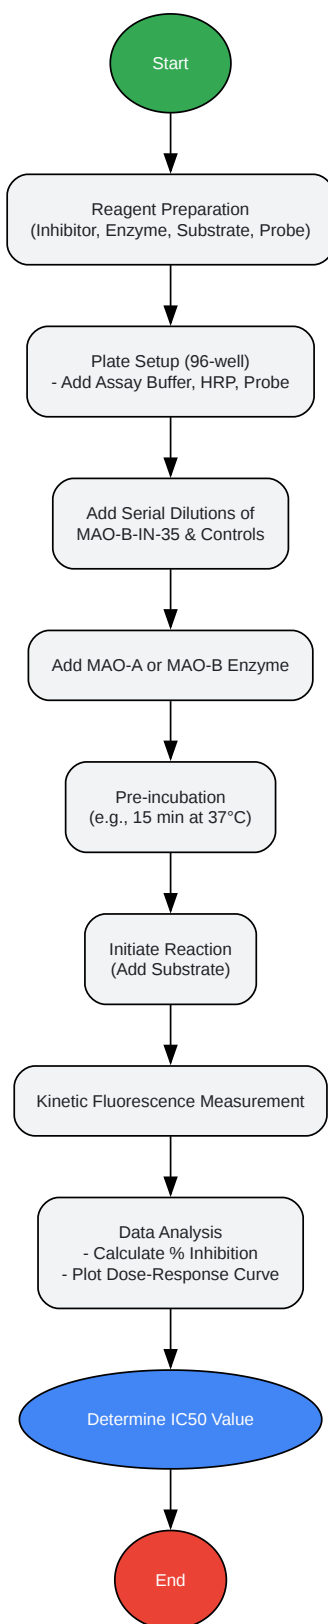 Start
Reagent Preparation
(Inhibitor, Enzyme, Substrate, Probe)
Plate Setup (96-well)
- Add Assay Buffer, HRP, Probe
Add Serial Dilutions of
MAO-B-IN-35 & Controls
Add MAO-A or MAO-B Enzyme
Pre-incubation
(e.g., 15 min at 37°C)
Initiate Reaction
(Add Substrate)
Kinetic Fluorescence Measurement
Data Analysis
- Calculate % Inhibition
- Plot Dose-Response Curve
Determine IC50 Value
End